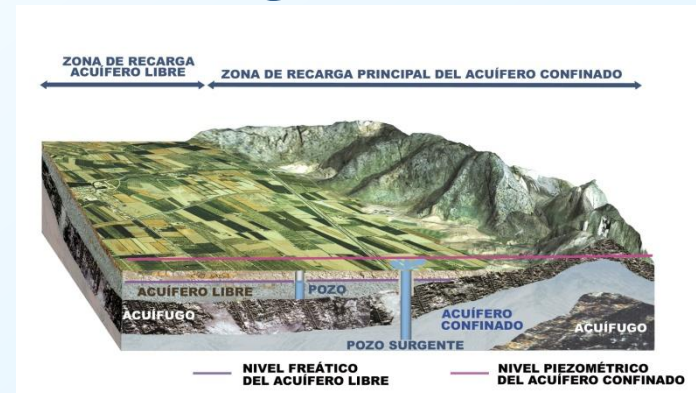 ZONA DE RECARGA
ACUÍFERO LIBRE
ZONA DE RECARGA PRINCIPAL DEL ACUÍFERO CONFINADO
ACUÍFERO LIBRE
POZO
ACUÍFUGO
ACUÍFERO
CONFINADO
ACUÍFUGO
POZO SURGENTE
NIVEL FREÁTICO
DEL ACUÍFERO LIBRE
NIVEL PIEZOMÉTRICO
DEL ACUÍFERO CONFINADO